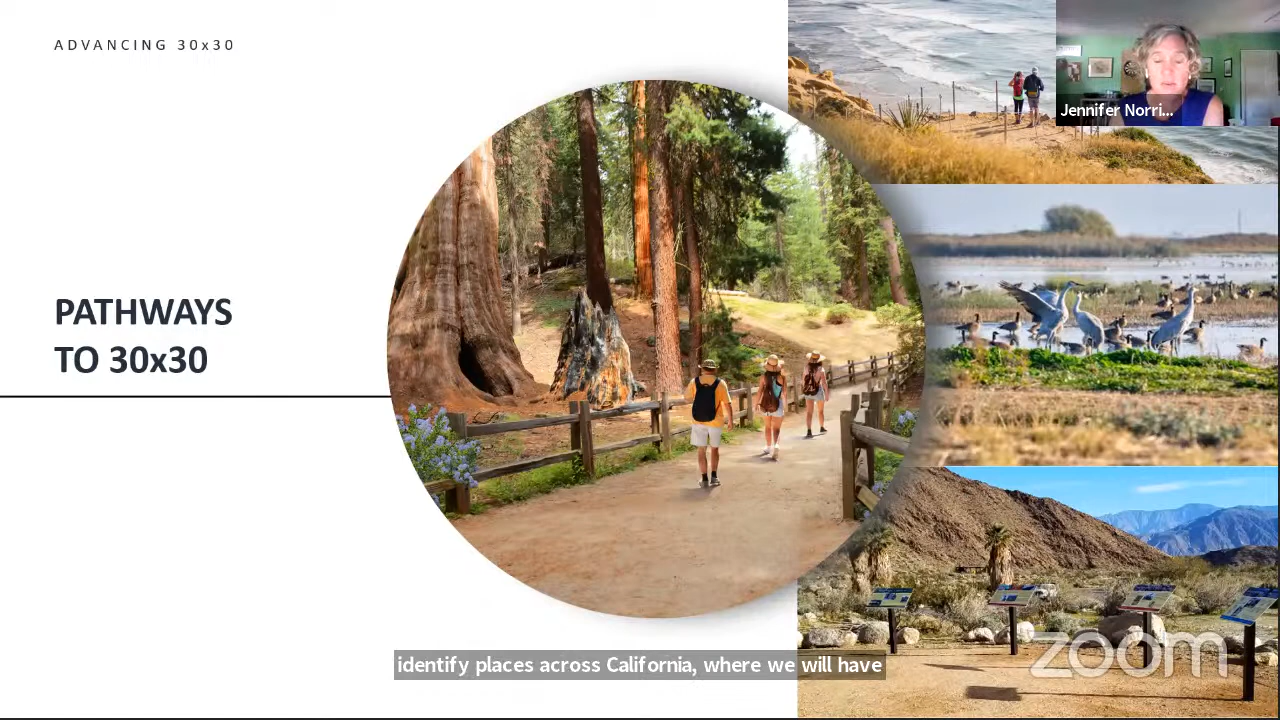 ADVANCING 30x30
Jennifer Norri...
PATHWAYS
TO 30x30
identify places across California, where we will have
zoom